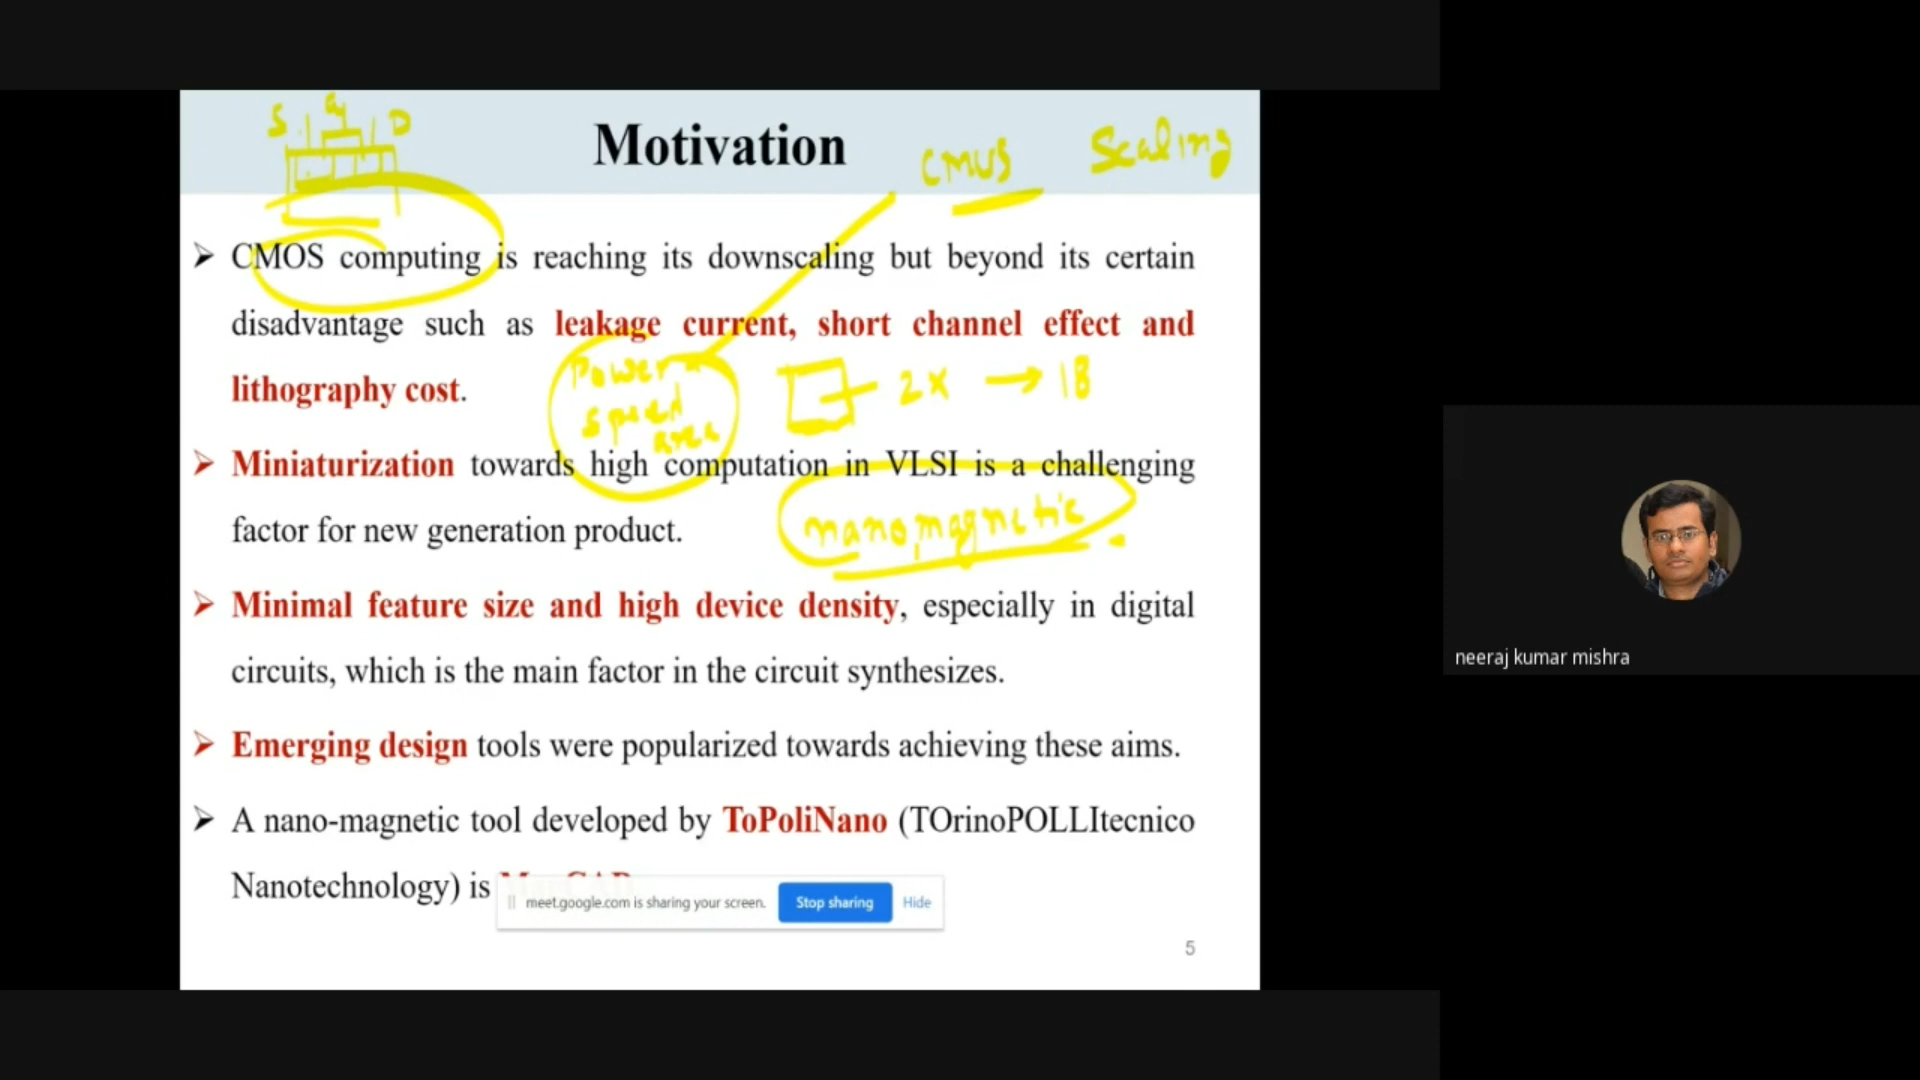 S G D
Motivation
CMOS Scaling
➢ CMOS computing is reaching its downscaling but beyond its certain
disadvantage such as leakage current, short channel effect and
lithography cost.
Power
speed
area
2x → 18
➢ Miniaturization towards high computation in VLSI is a challenging
factor for new generation product.
nanomagnetic
➢ Minimal feature size and high device density, especially in digital
circuits, which is the main factor in the circuit synthesizes.
➢ Emerging design tools were popularized towards achieving these aims.
➢ A nano-magnetic tool developed by ToPoliNano (TOrinoPOLLItecnico
Nanotechnology) is
meet.google.com is sharing your screen. Stop sharing Hide
5
neeraj kumar mishra